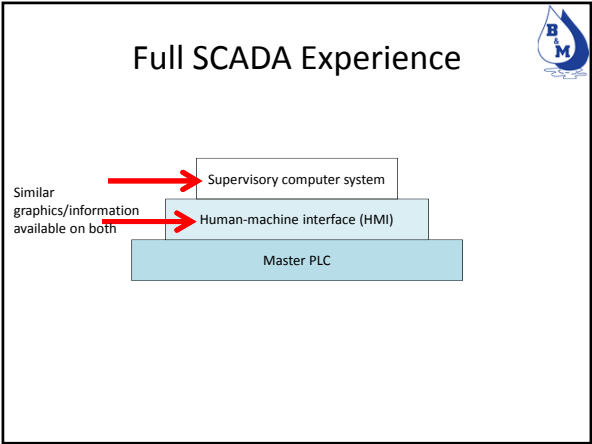 Full SCADA Experience
B
&
M
Supervisory computer system
Similar
graphics/information
available on both
Human-machine interface (HMI)
Master PLC